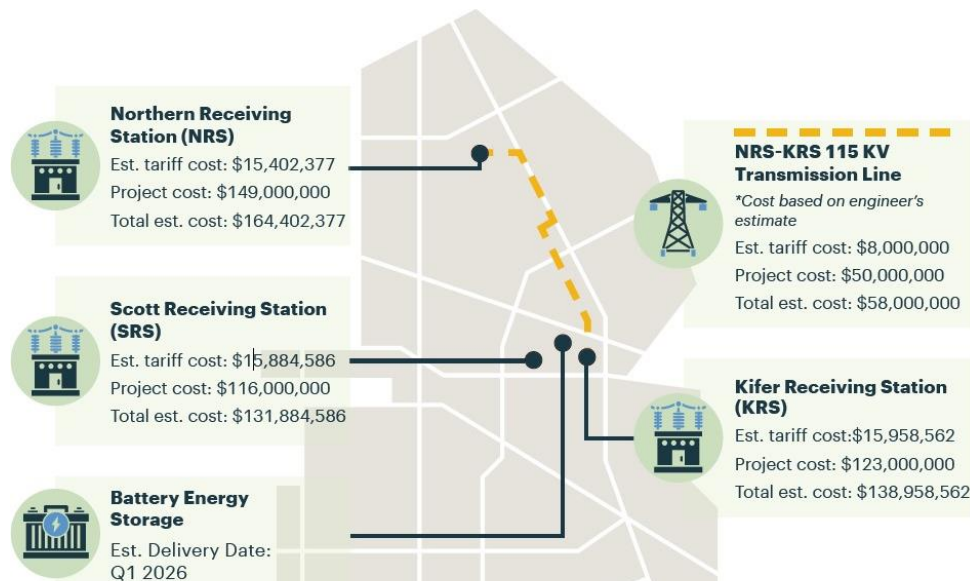 Northern Receiving
Station (NRS)
Est. tariff cost: $15,402,377
Project cost: $149,000,000
Total est. cost: $164,402,377
Scott Receiving Station
(SRS)
Est. tariff cost: $15,884,586
Project cost: $116,000,000
Total est. cost: $131,884,586
Battery Energy
Storage
Est. Delivery Date:
Q1 2026
NRS-KRS 115 KV
Transmission Line
*Cost based on engineer's
estimate
Est. tariff cost: $8,000,000
Project cost: $50,000,000
Total est. cost: $58,000,000
Kifer Receiving Station
(KRS)
Est. tariff cost:$15,958,562
Project cost: $123,000,000
Total est. cost: $138,958,562